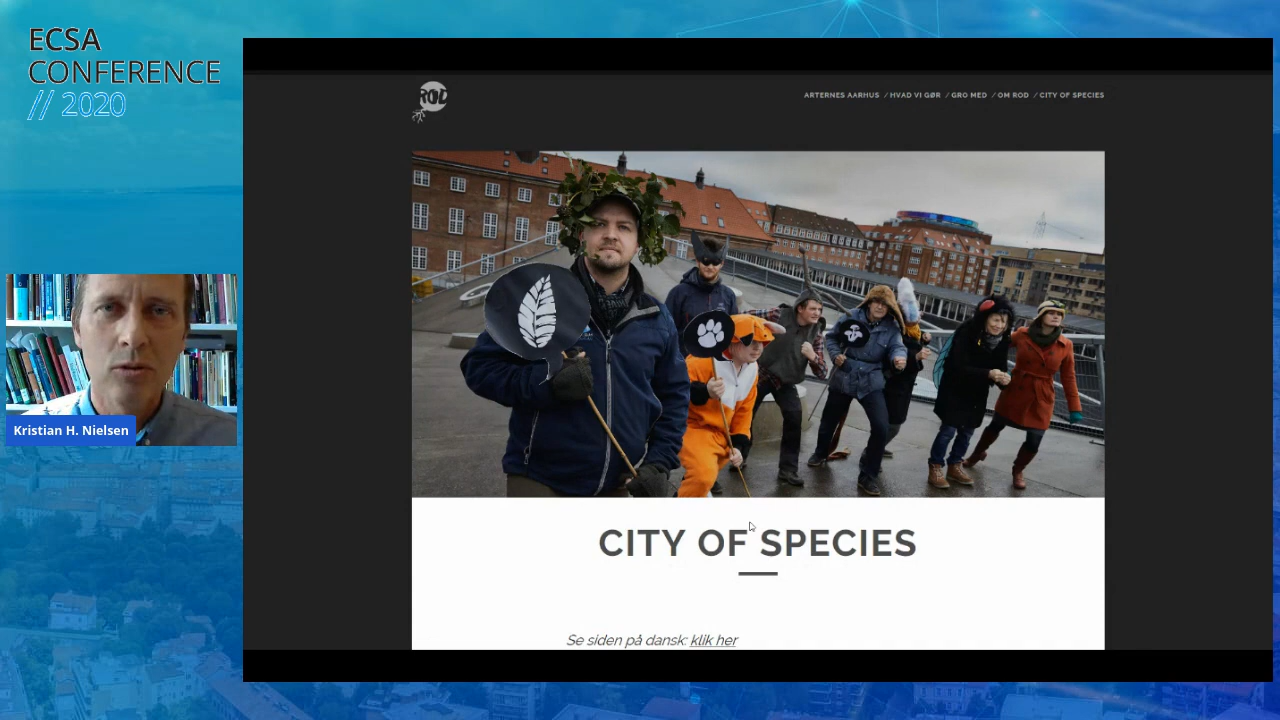 ECSA
CONFERENCE
// 2020
ROD
ARTERNES AARHUS / HVAD VI GØR / GRO MED / OM ROD / CITY OF SPECIES
Kristian H. Nielsen
CITY OF SPECIES
Se siden på dansk: klik her